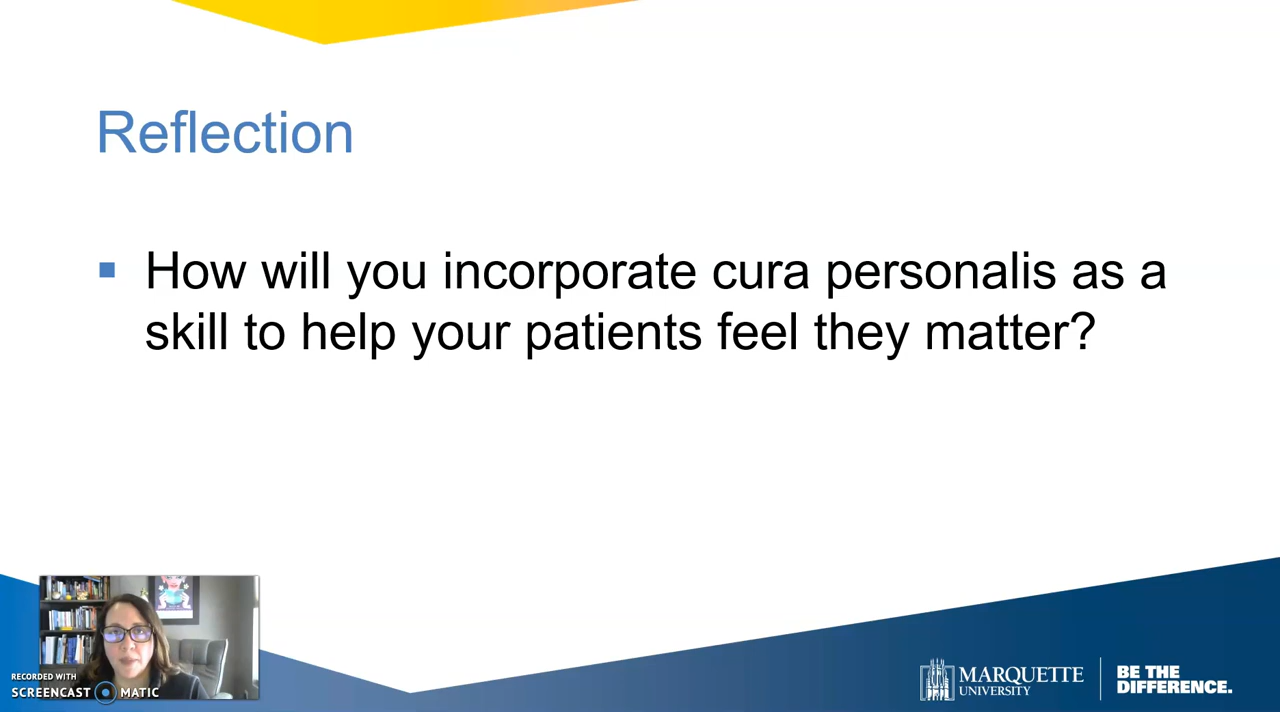 Reflection
▪ How will you incorporate cura personalis as a
skill to help your patients feel they matter?
RECORDED WITH
SCREENCAST MATIC
MARQUETTE
UNIVERSITY
BE THE
DIFFERENCE.